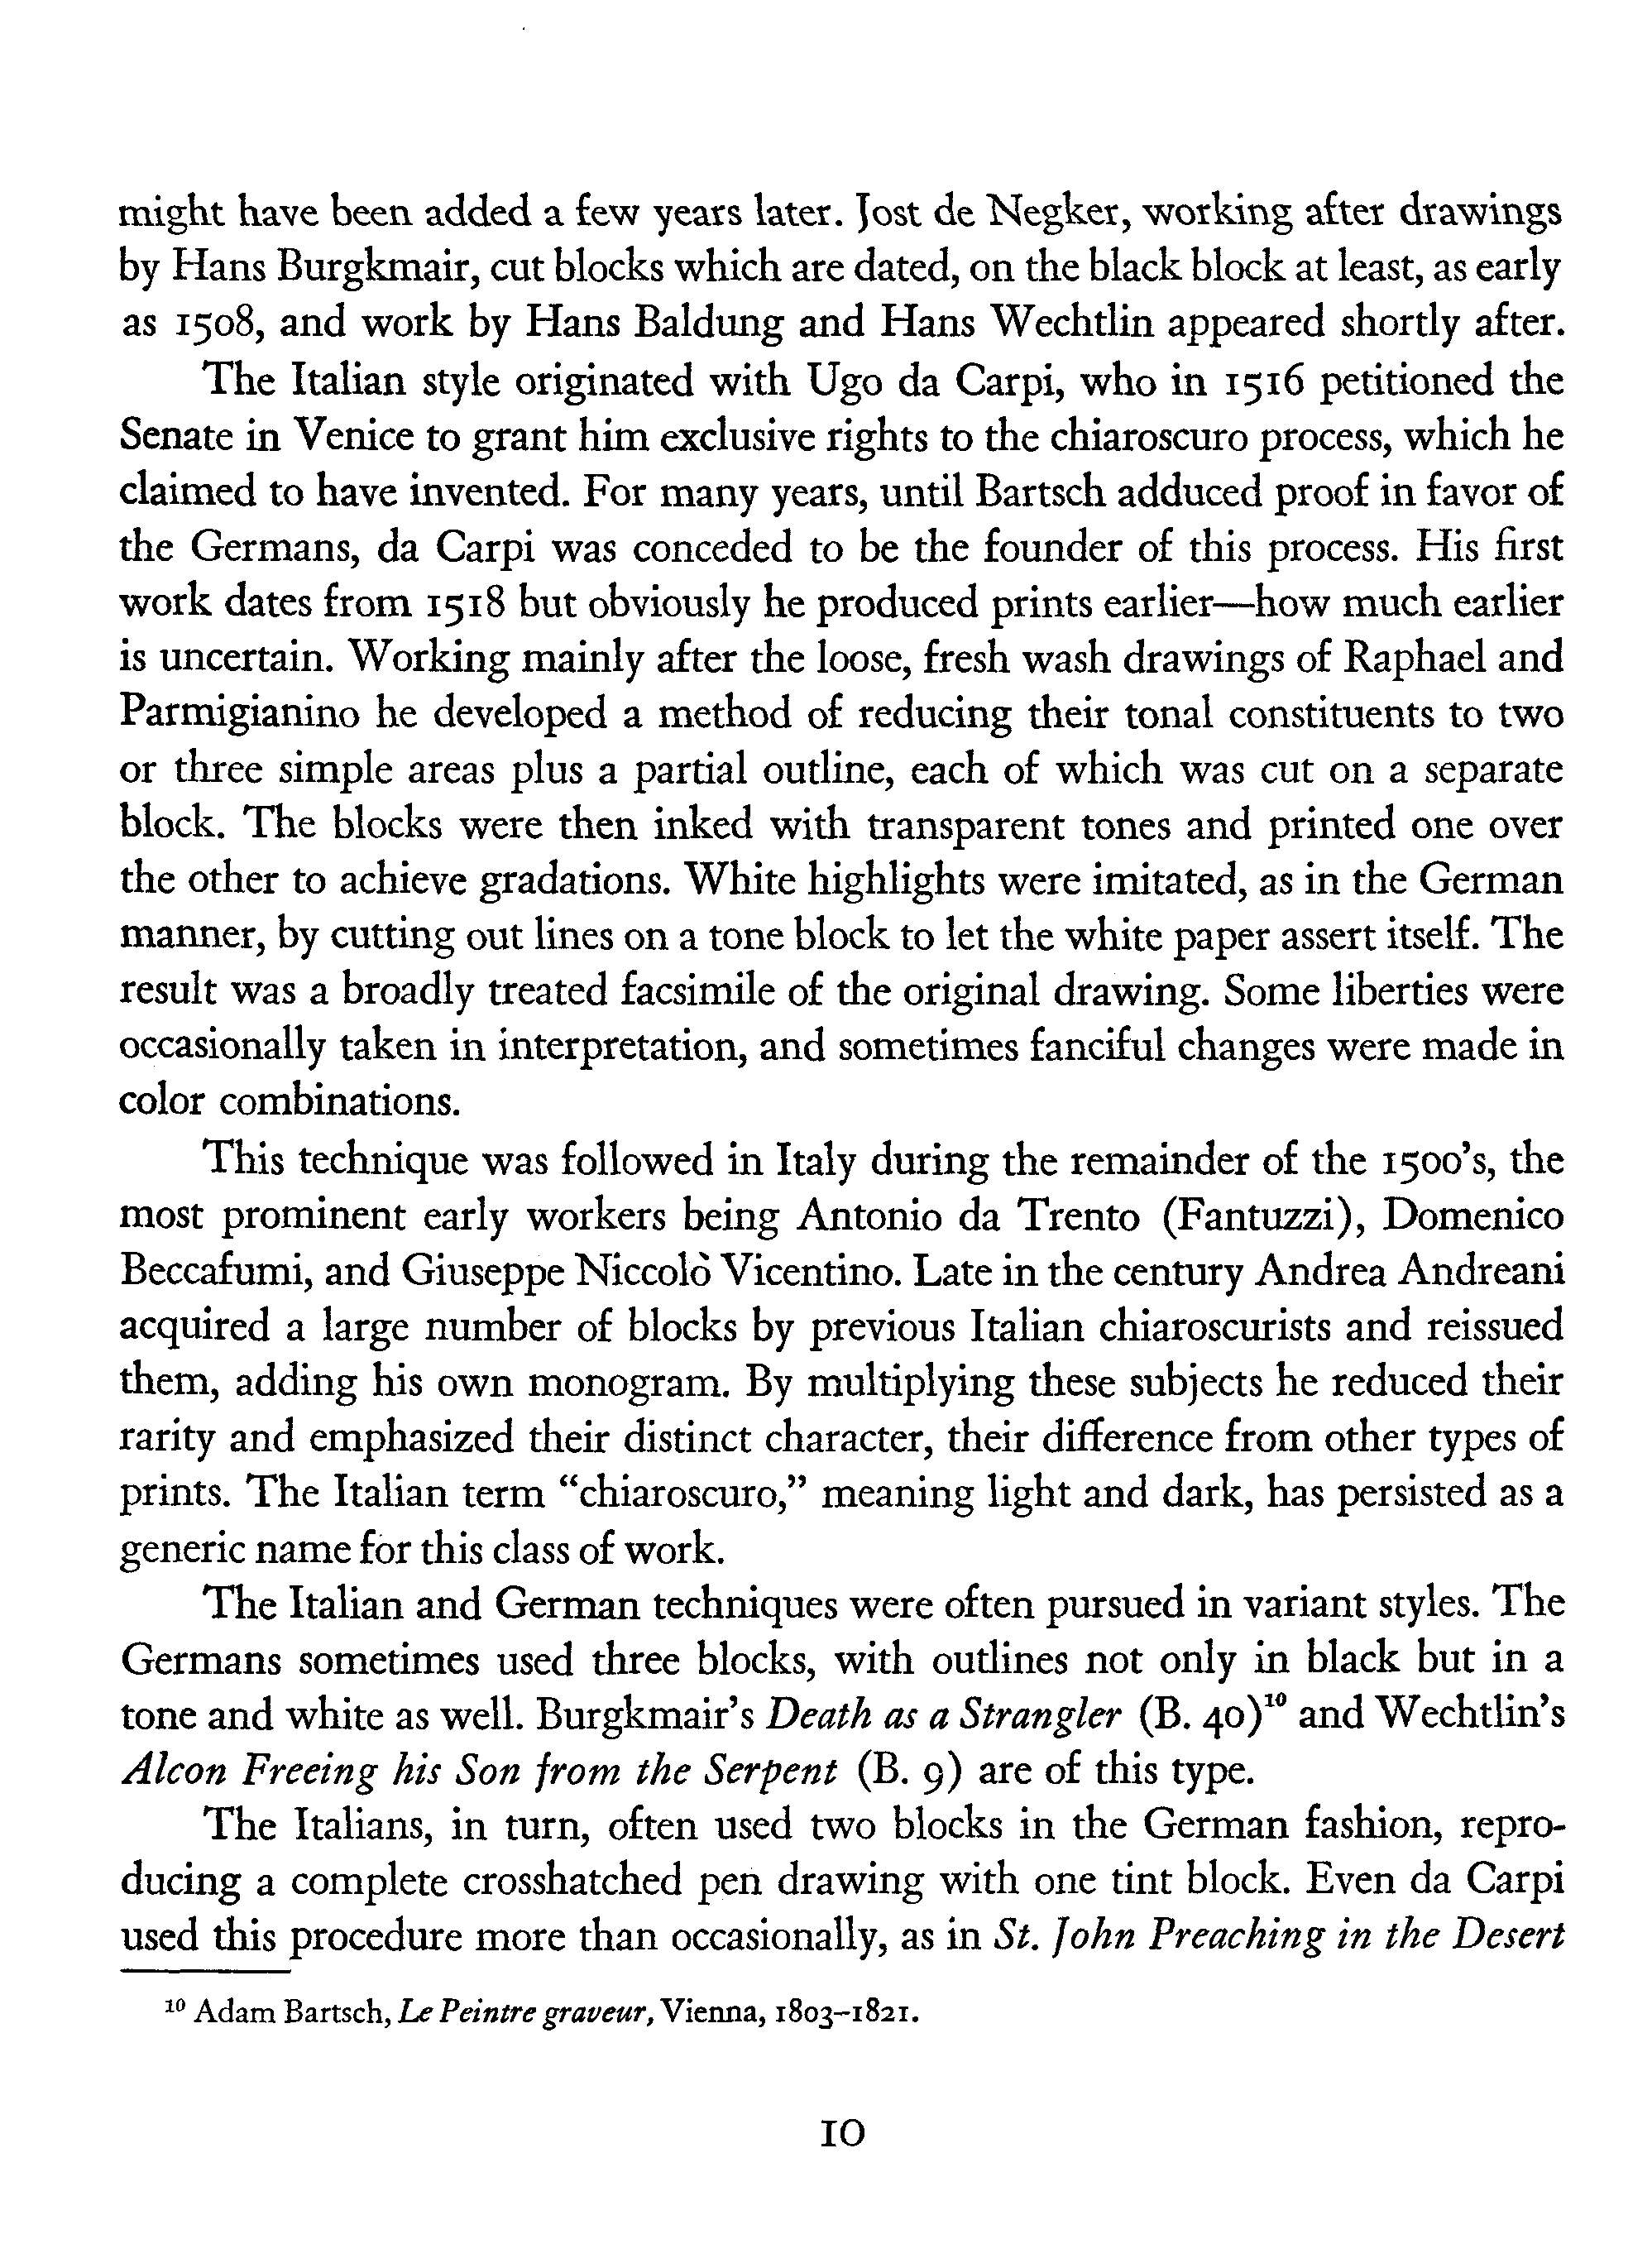 might have been added a few years later. Jost de Negker, working after drawings
by Hans Burgkmair, cut blocks which are dated, on the black block at least, as early
as 1508, and work by Hans Baldung and Hans Wechtlin appeared shortly after.
The Italian style originated with Ugo da Carpi, who in 1516 petitioned the
Senate in Venice to grant him exclusive rights to the chiaroscuro process, which he
claimed to have invented. For many years, until Bartsch adduced proof in favor of
the Germans, da Carpi was conceded to be the founder of this process. His first
work dates from 1518 but obviously he produced prints earlier—how much earlier
is uncertain. Working mainly after the loose, fresh wash drawings of Raphael and
Parmigianino he developed a method of reducing their tonal constituents to two
or three simple areas plus a partial outline, each of which was cut on a separate
block. The blocks were then inked with transparent tones and printed one over
the other to achieve gradations. White highlights were imitated, as in the German
manner, by cutting out lines on a tone block to let the white paper assert itself. The
result was a broadly treated facsimile of the original drawing. Some liberties were
occasionally taken in interpretation, and sometimes fanciful changes were made in
color combinations.
This technique was followed in Italy during the remainder of the 1500's, the
most prominent early workers being Antonio da Trento (Fantuzzi), Domenico
Beccafumi, and Giuseppe Niccolò Vicentino. Late in the century Andrea Andreani
acquired a large number of blocks by previous Italian chiaroscurists and reissued
them, adding his own monogram. By multiplying these subjects he reduced their
rarity and emphasized their distinct character, their difference from other types of
prints. The Italian term “chiaroscuro,” meaning light and dark, has persisted as a
generic name for this class of work.
The Italian and German techniques were often pursued in variant styles. The
Germans sometimes used three blocks, with outlines not only in black but in a
tone and white as well. Burgkmair's Death as a Strangler (B. 40)¹⁰ and Wechtlin's
Alcon Freeing his Son from the Serpent (B. 9) are of this type.
The Italians, in turn, often used two blocks in the German fashion, repro-
ducing a complete crosshatched pen drawing with one tint block. Even da Carpi
used this procedure more than occasionally, as in St. John Preaching in the Desert
¹⁰ Adam Bartsch, Le Peintre graveur, Vienna, 1803–1821.
10